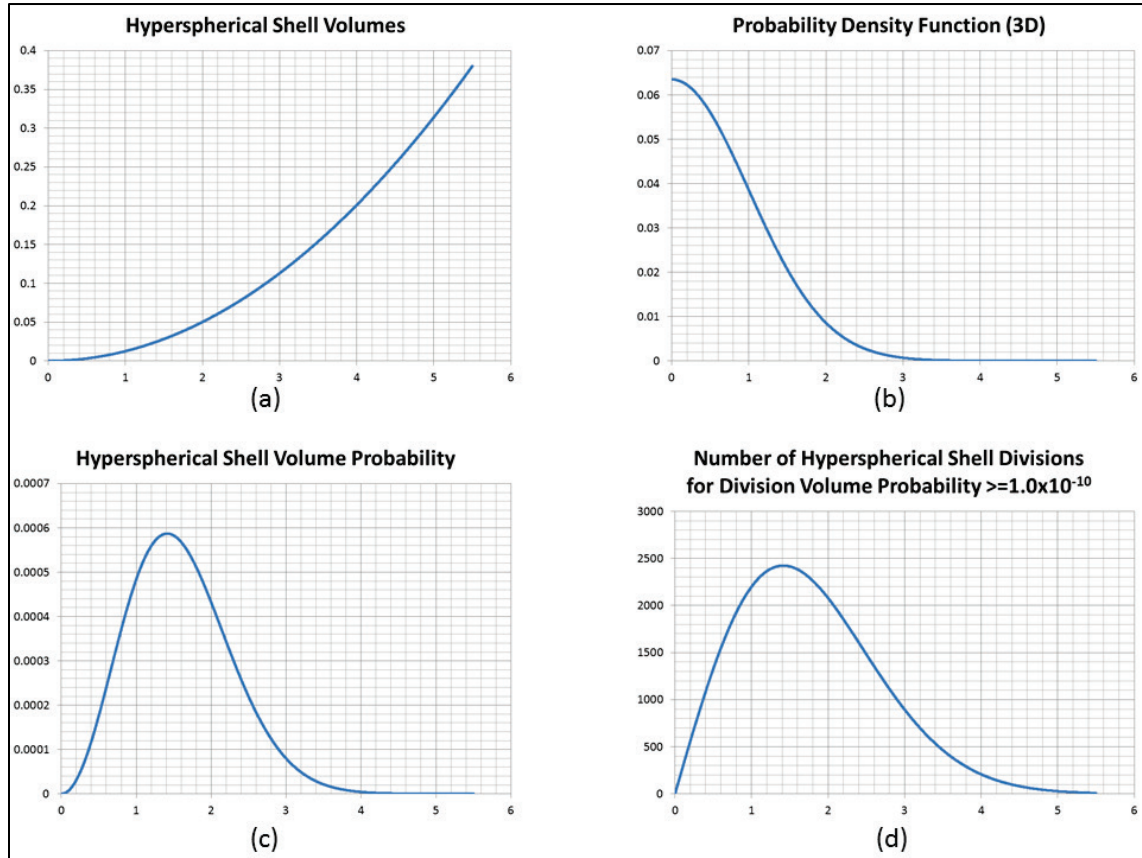 Hyperspherical Shell Volumes
0.4
0.35
0.3
0.25
0.2
0.15
0.1
0.05
0
0 1 2 3 4 5 6
(a)
Probability Density Function (3D)
0.07
0.06
0.05
0.04
0.03
0.02
0.01
0
0 1 2 3 4 5 6
(b)
Hyperspherical Shell Volume Probability
0.0007
0.0006
0.0005
0.0004
0.0003
0.0002
0.0001
0
0 1 2 3 4 5 6
(c)
Number of Hyperspherical Shell Divisions
for Division Volume Probability >=1.0x10⁻¹⁰
3000
2500
2000
1500
1000
500
0
0 1 2 3 4 5 6
(d)